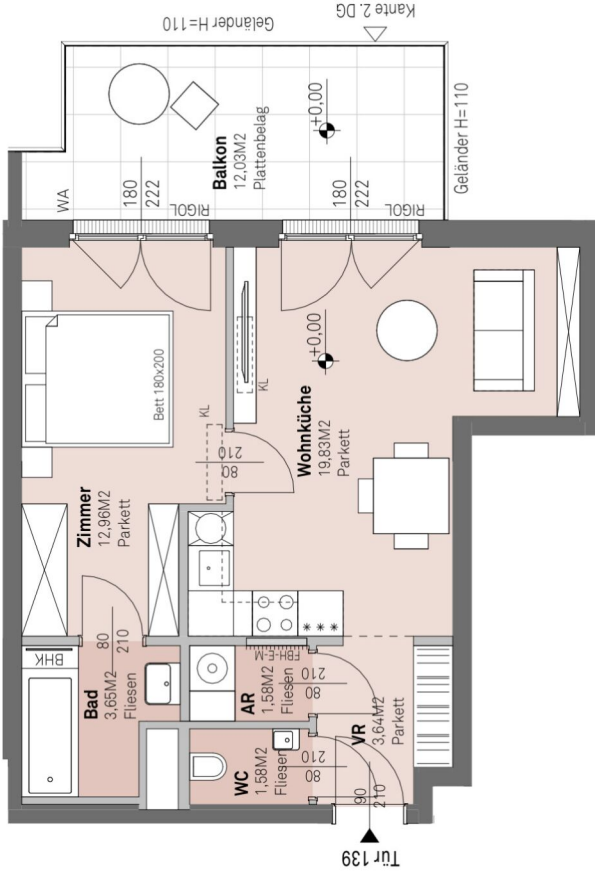 Geländer H=110
Kante 2. DG
WA
180
222
Balkon
12,03M2
Plattenbelag
+0,00
180
222
Geländer H=110
RIGOL
RIGOL
Bett 180x200
KL
KL
+0,00
Zimmer
12,96M2
Parkett
80
210
Wohnküche
19,83M2
Parkett
BHK
80
210
Bad
3,65M2
Fliesen
FBH-E-M
AR
1,58M2
Fliesen
80
210
WC
1,58M2
Fliesen
80
210
VR
3,64M2
Parkett
90
210
Tür 139